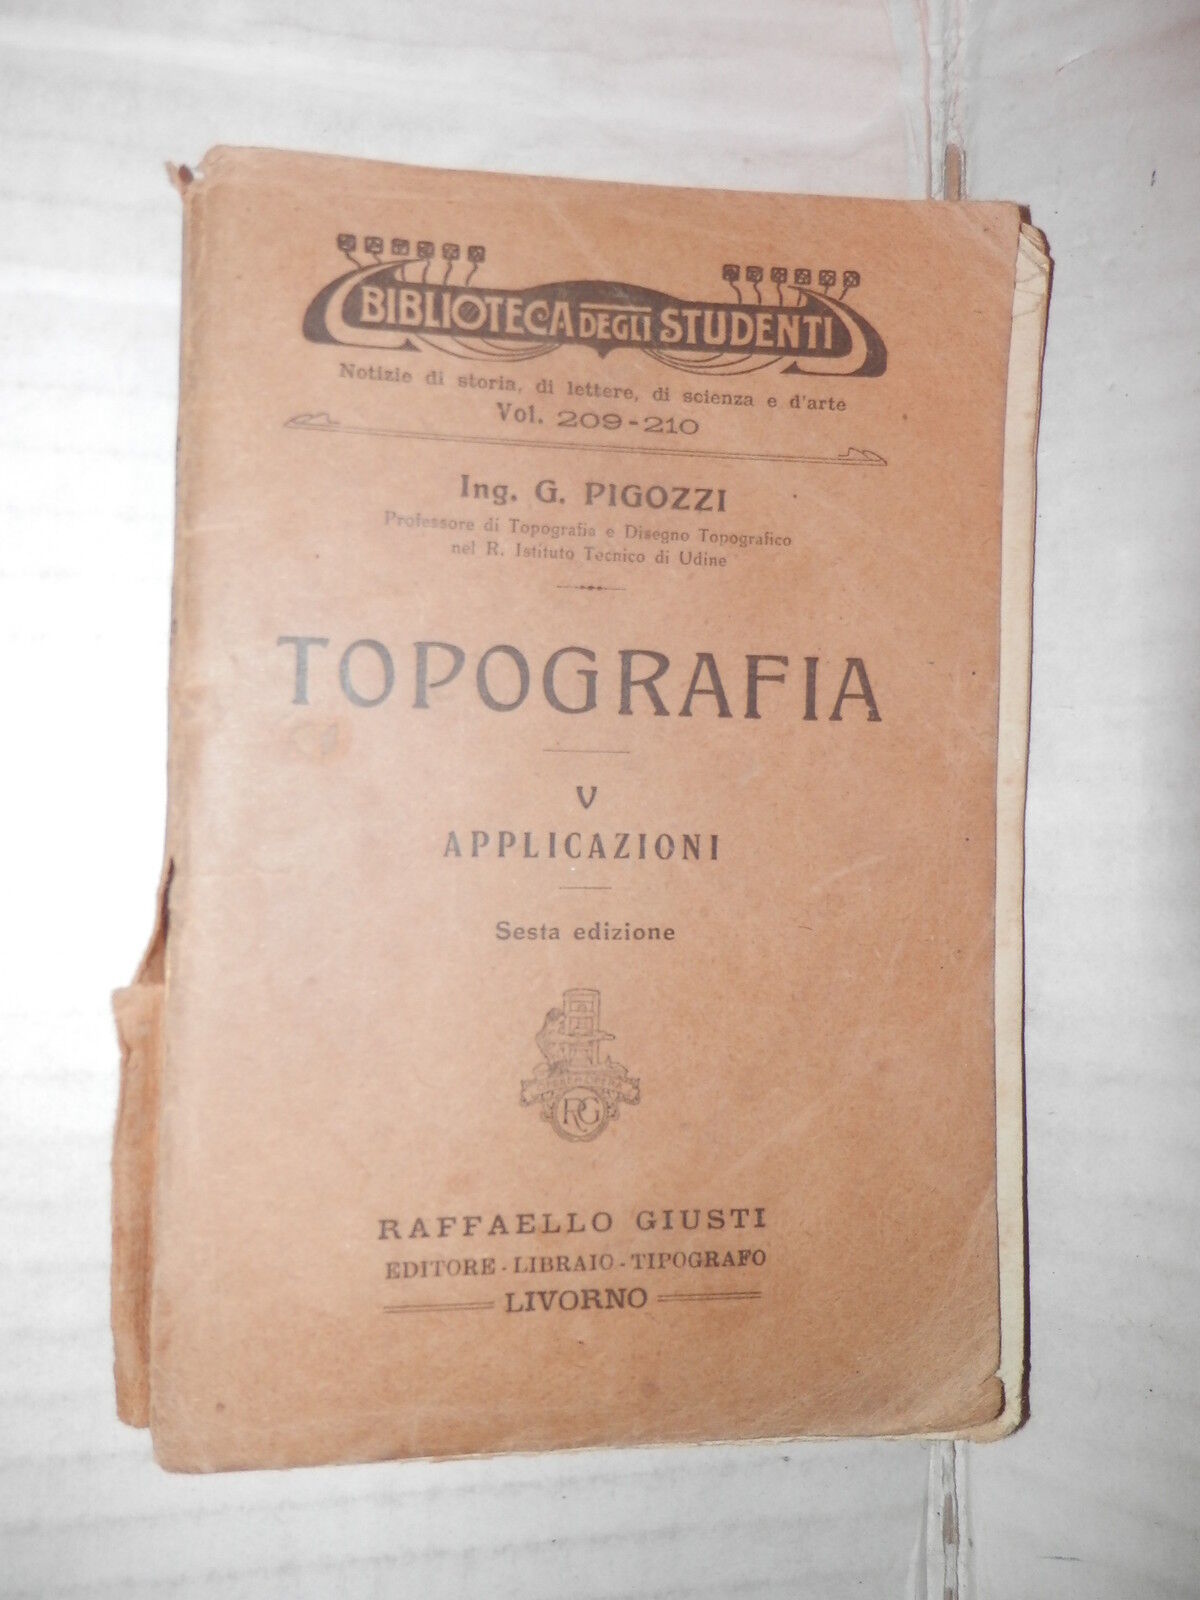 BIBLIOTECA DEGLI STUDENTI
Notizie di storia, di lettere, di scienza e d'arte
Vol. 209-210
Ing. G. PIGOZZI
Professore di Topografia e Disegno Topografico
nel R. Istituto Tecnico di Udine
TOPOGRAFIA
V
APPLICAZIONI
Sesta edizione
RG
RAFFAELLO GIUSTI
EDITORE - LIBRAIO - TIPOGRAFO
LIVORNO